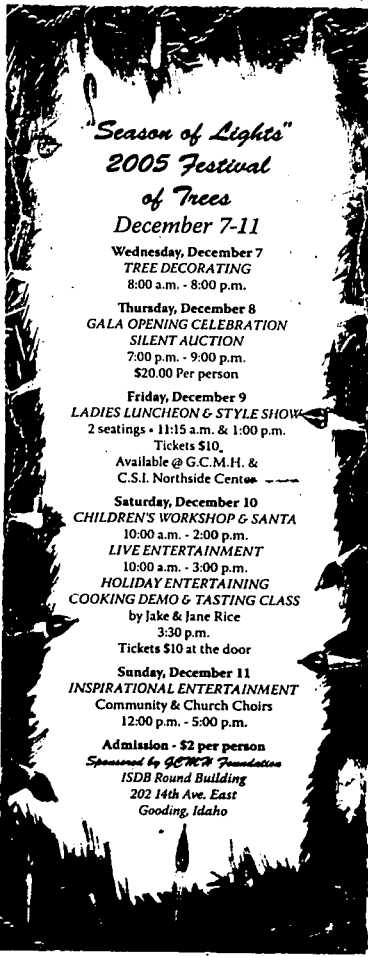 "Season of Lights"
2005 Festival
of Trees
December 7-11
Wednesday, December 7
TREE DECORATING
8:00 a.m. - 8:00 p.m.
Thursday, December 8
GALA OPENING CELEBRATION
SILENT AUCTION
7:00 p.m. - 9:00 p.m.
$20.00 Per person
Friday, December 9
LADIES LUNCHEON & STYLE SHOW
2 seatings • 11:15 a.m. & 1:00 p.m.
Tickets $10
Available @ G.C.M.H. &
C.S.I. Northside Center
Saturday, December 10
CHILDREN'S WORKSHOP & SANTA
10:00 a.m. - 2:00 p.m.
LIVE ENTERTAINMENT
10:00 a.m. - 3:00 p.m.
HOLIDAY ENTERTAINING
COOKING DEMO & TASTING CLASS
by Jake & Jane Rice
3:30 p.m.
Tickets $10 at the door
Sunday, December 11
INSPIRATIONAL ENTERTAINMENT
Community & Church Choirs
12:00 p.m. - 5:00 p.m.
Admission - $2 per person
Sponsored by GCMH Foundation
ISDB Round Building
202 14th Ave. East
Gooding, Idaho